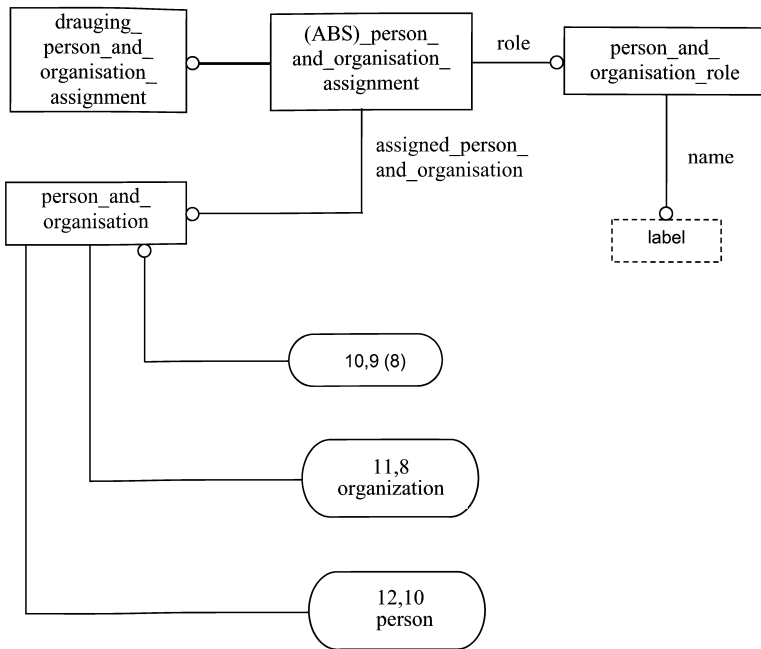 drauging_
person_and_
organisation_
assignment
(ABS)_person_
and_organisation_
assignment
role
person_and_
organisation_role
assigned_person_
and_organisation
name
person_and_
organisation
label
10,9 (8)
11,8
organization
12,10
person